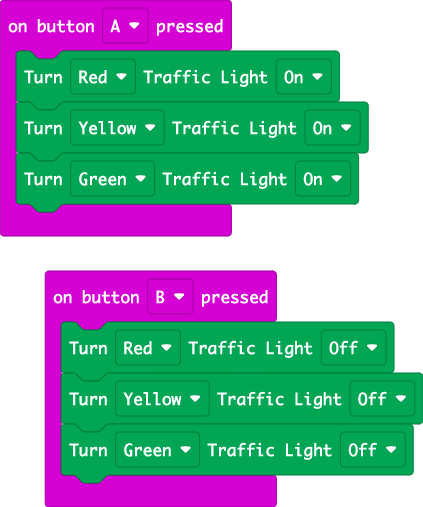 on button A pressed
Turn Red Traffic Light On
Turn Yellow Traffic Light On
Turn Green Traffic Light On
on button B pressed
Turn Red Traffic Light Off
Turn Yellow Traffic Light Off
Turn Green Traffic Light Off